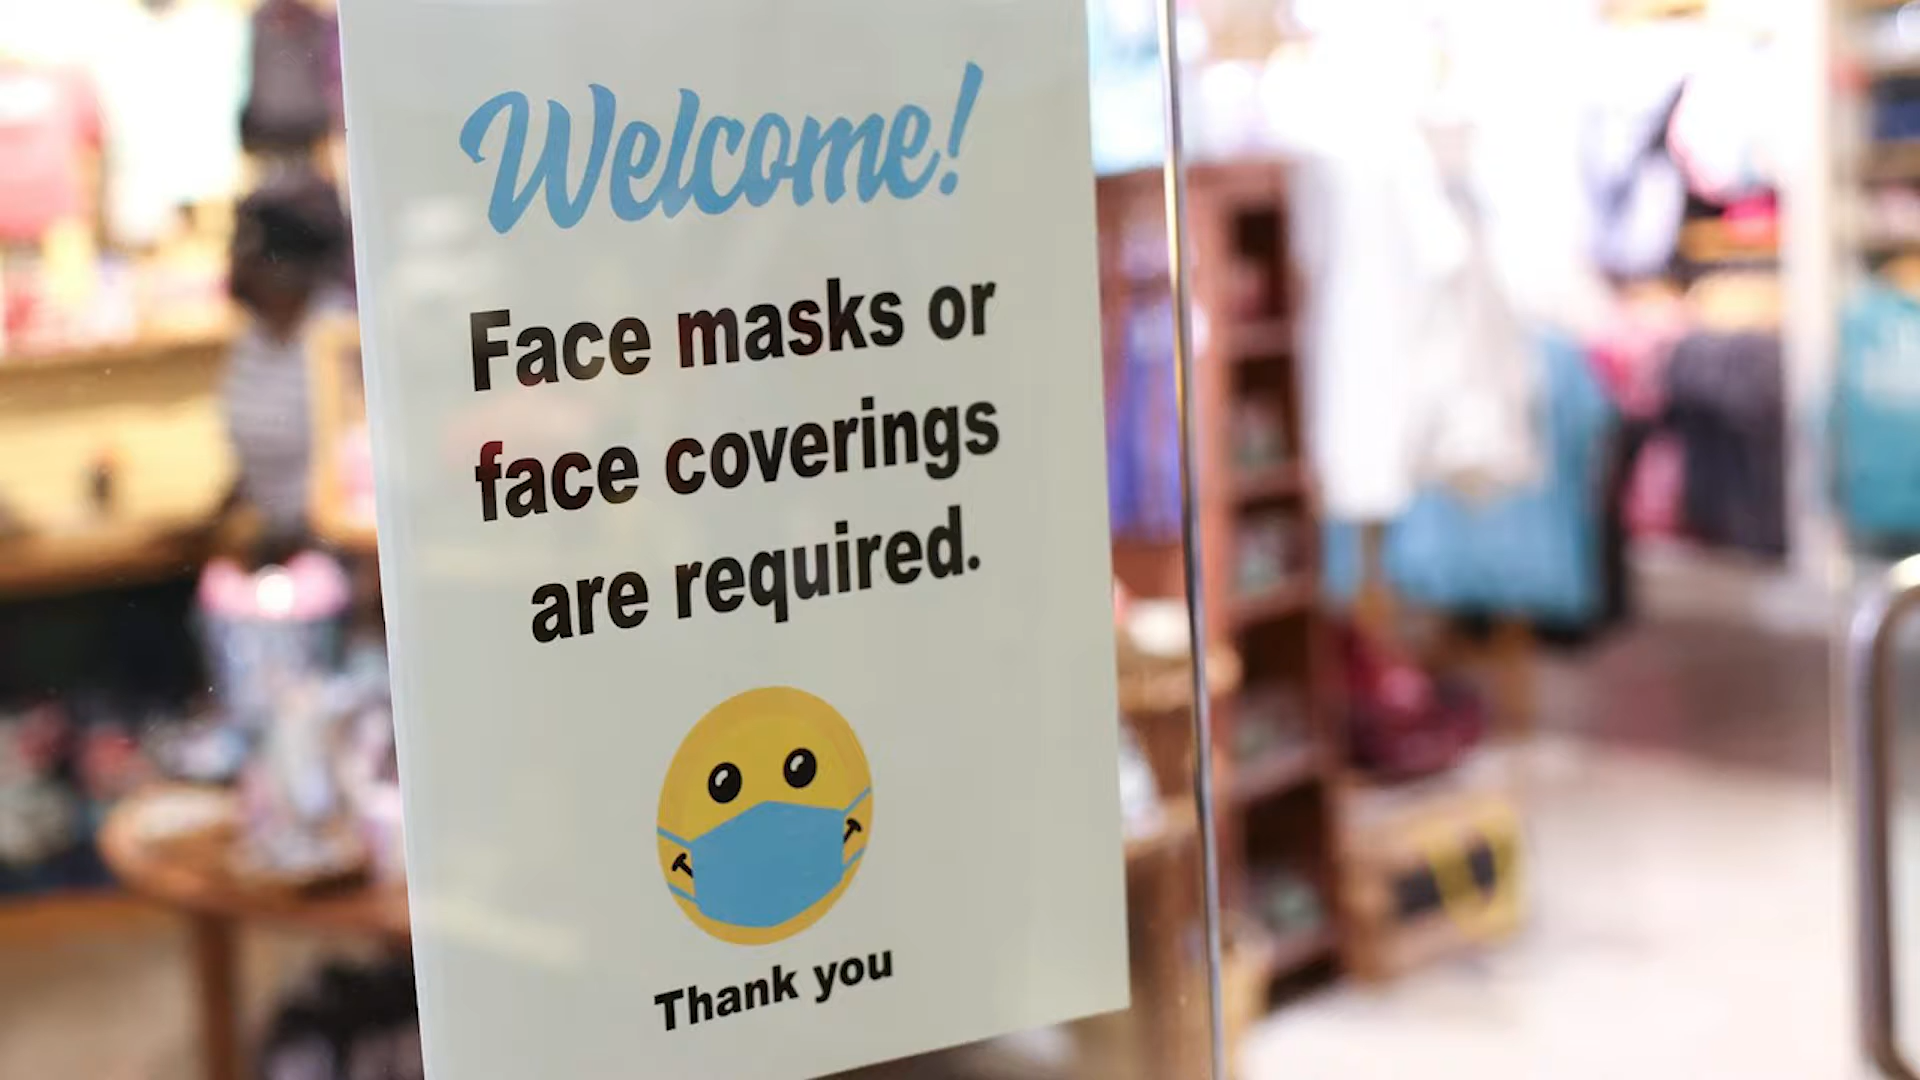 Welcome!
Face masks or
face coverings
are required.
Thank you